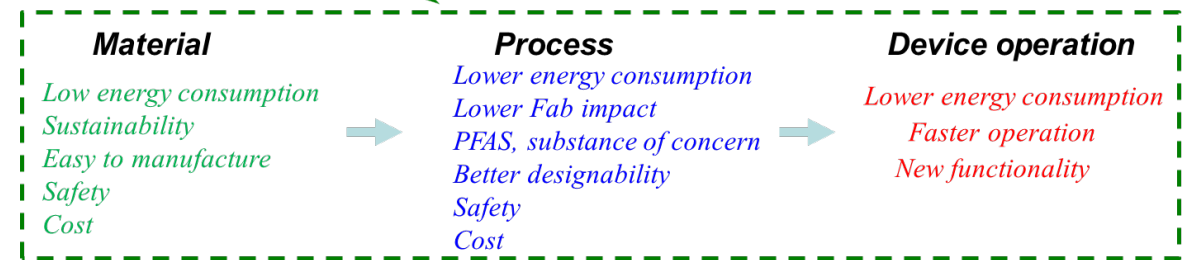 Material
Low energy consumption
Sustainability
Easy to manufacture
Safety
Cost
Process
Lower energy consumption
Lower Fab impact
PFAS, substance of concern
Better designability
Safety
Cost
Device operation
Lower energy consumption
Faster operation
New functionality